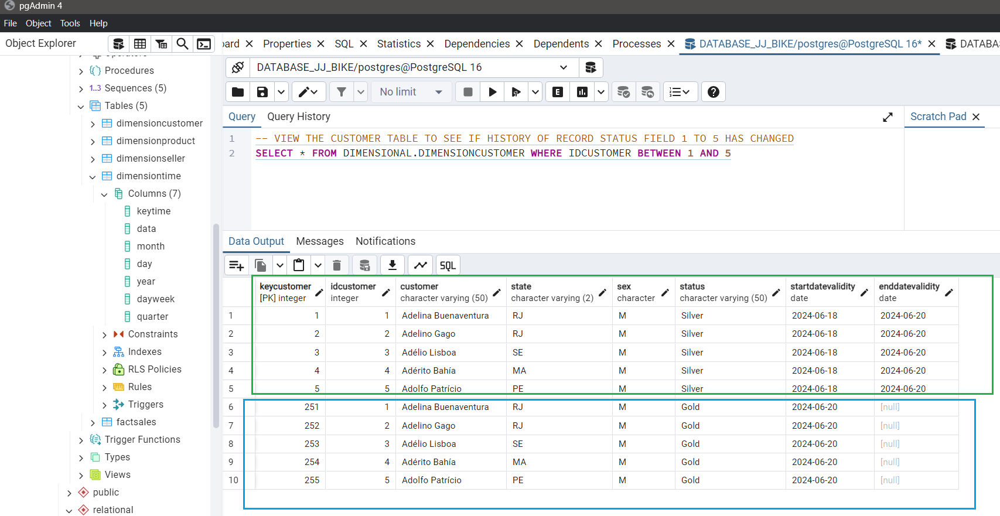 pgAdmin 4
File Object Tools Help
Object Explorer
oard Properties SQL Statistics Dependencies Dependents Processes DATABASE_JJ_BIKE/postgres@PostgreSQL 16* DATABA
Operators
Procedures
1..3 Sequences (5)
Tables (5)
dimensioncustomer
dimensionproduct
dimensionseller
dimensiontime
Columns (7)
keytime
data
month
day
year
dayweek
quarter
Constraints
Indexes
RLS Policies
Rules
Triggers
factsales
Trigger Functions
Types
Views
public
relational
DATABASE_JJ_BIKE/postgres@PostgreSQL 16
No limit E
Query Query History Scratch Pad
1 -- VIEW THE CUSTOMER TABLE TO SEE IF HISTORY OF RECORD STATUS FIELD 1 TO 5 HAS CHANGED
2 SELECT * FROM DIMENSIONAL.DIMENSIONCUSTOMER WHERE IDCUSTOMER BETWEEN 1 AND 5
Data Output Messages Notifications
SQL
keycustomer idcustomer customer state sex status startdatevalidity enddatevalidity
[PK] integer integer character varying (50) character varying (2) character character varying (50) date date
1 1 1 Adelina Buenaventura RJ M Silver 2024-06-18 2024-06-20
2 2 2 Adelino Gago RJ M Silver 2024-06-18 2024-06-20
3 3 3 Adélio Lisboa SE M Silver 2024-06-18 2024-06-20
4 4 4 Adérito Bahía MA M Silver 2024-06-18 2024-06-20
5 5 5 Adolfo Patrício PE M Silver 2024-06-18 2024-06-20
6 251 1 Adelina Buenaventura RJ M Gold 2024-06-20 [null]
7 252 2 Adelino Gago RJ M Gold 2024-06-20 [null]
8 253 3 Adélio Lisboa SE M Gold 2024-06-20 [null]
9 254 4 Adérito Bahía MA M Gold 2024-06-20 [null]
10 255 5 Adolfo Patrício PE M Gold 2024-06-20 [null]